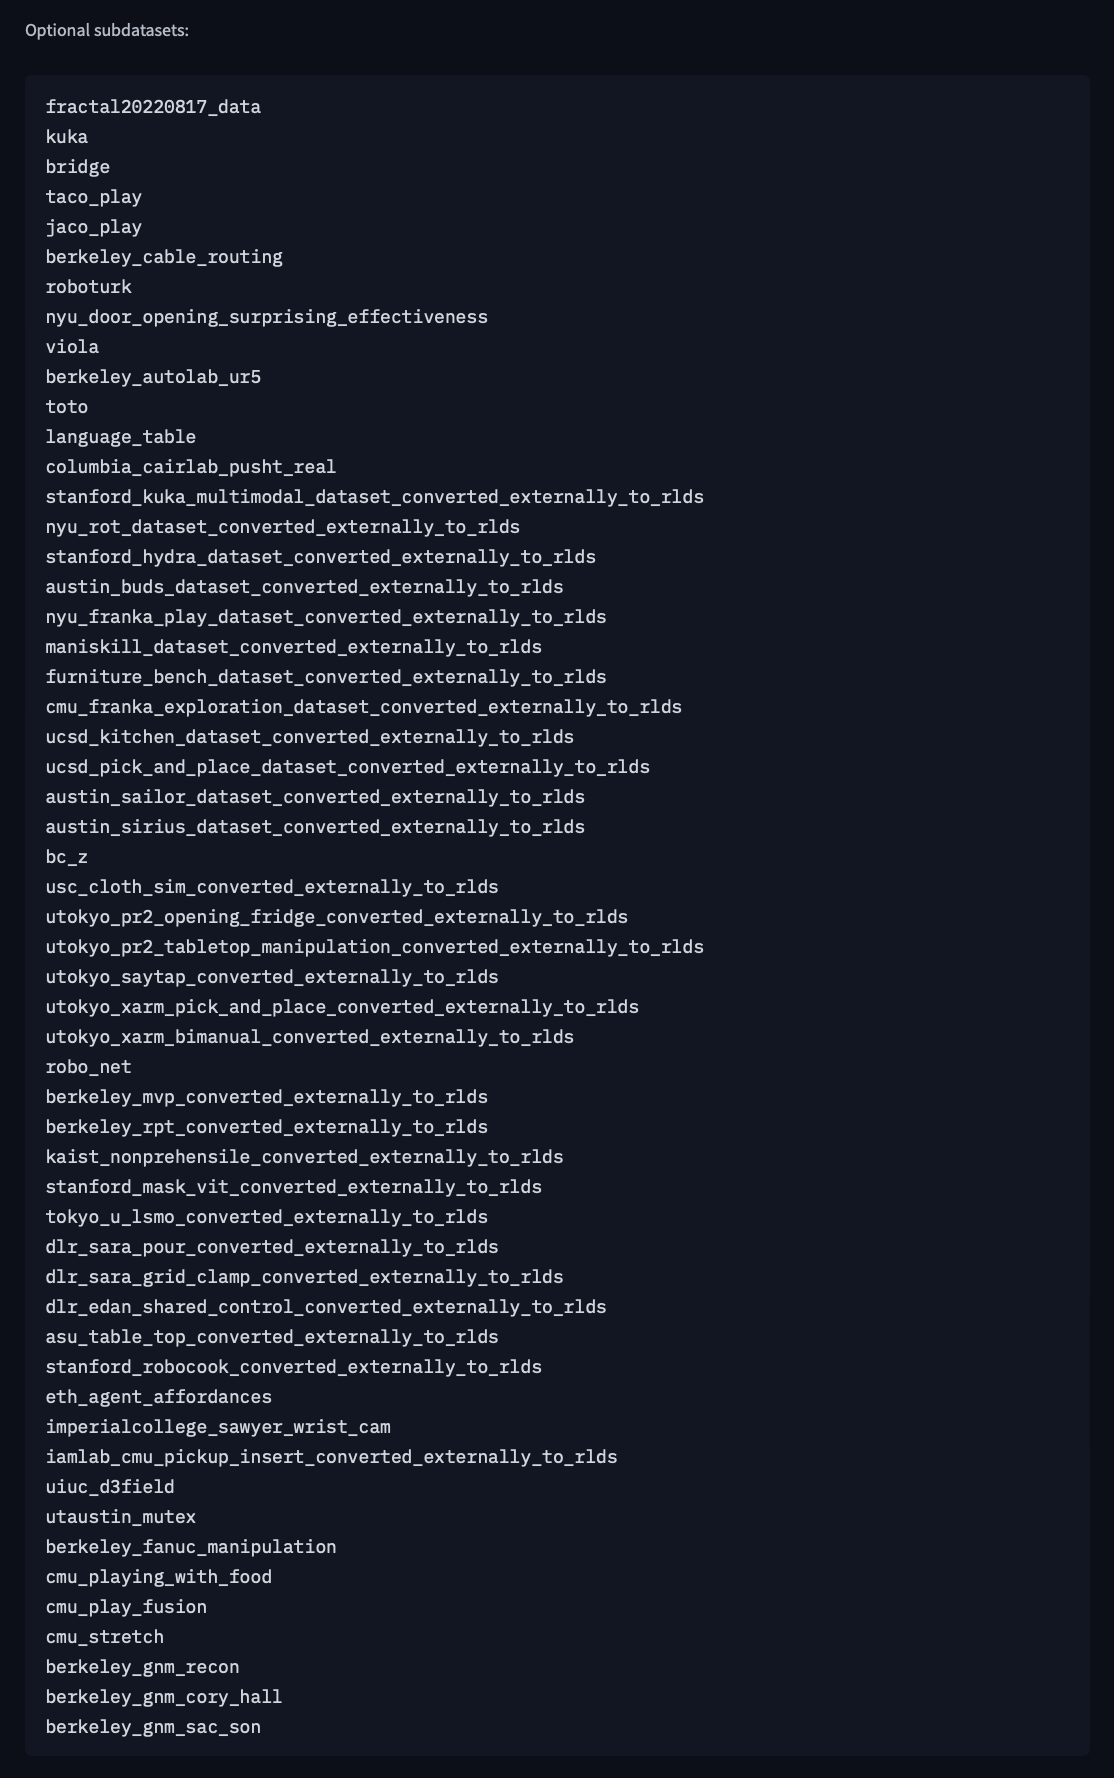 Optional subdatasets:
fractal20220817_data
kuka
bridge
taco_play
jaco_play
berkeley_cable_routing
roboturk
nyu_door_opening_surprising_effectiveness
viola
berkeley_autolab_ur5
toto
language_table
columbia_cairlab_pusht_real
stanford_kuka_multimodal_dataset_converted_externally_to_rlds
nyu_rot_dataset_converted_externally_to_rlds
stanford_hydra_dataset_converted_externally_to_rlds
austin_buds_dataset_converted_externally_to_rlds
nyu_franka_play_dataset_converted_externally_to_rlds
maniskill_dataset_converted_externally_to_rlds
furniture_bench_dataset_converted_externally_to_rlds
cmu_franka_exploration_dataset_converted_externally_to_rlds
ucsd_kitchen_dataset_converted_externally_to_rlds
ucsd_pick_and_place_dataset_converted_externally_to_rlds
austin_sailor_dataset_converted_externally_to_rlds
austin_sirius_dataset_converted_externally_to_rlds
bc_z
usc_cloth_sim_converted_externally_to_rlds
utokyo_pr2_opening_fridge_converted_externally_to_rlds
utokyo_pr2_tabletop_manipulation_converted_externally_to_rlds
utokyo_saytap_converted_externally_to_rlds
utokyo_xarm_pick_and_place_converted_externally_to_rlds
utokyo_xarm_bimanual_converted_externally_to_rlds
robo_net
berkeley_mvp_converted_externally_to_rlds
berkeley_rpt_converted_externally_to_rlds
kaist_nonprehensile_converted_externally_to_rlds
stanford_mask_vit_converted_externally_to_rlds
tokyo_u_lsmo_converted_externally_to_rlds
dlr_sara_pour_converted_externally_to_rlds
dlr_sara_grid_clamp_converted_externally_to_rlds
dlr_edan_shared_control_converted_externally_to_rlds
asu_table_top_converted_externally_to_rlds
stanford_robocook_converted_externally_to_rlds
eth_agent_affordances
imperialcollege_sawyer_wrist_cam
iamlab_cmu_pickup_insert_converted_externally_to_rlds
uiuc_d3field
utaustin_mutex
berkeley_fanuc_manipulation
cmu_playing_with_food
cmu_play_fusion
cmu_stretch
berkeley_gnm_recon
berkeley_gnm_cory_hall
berkeley_gnm_sac_son